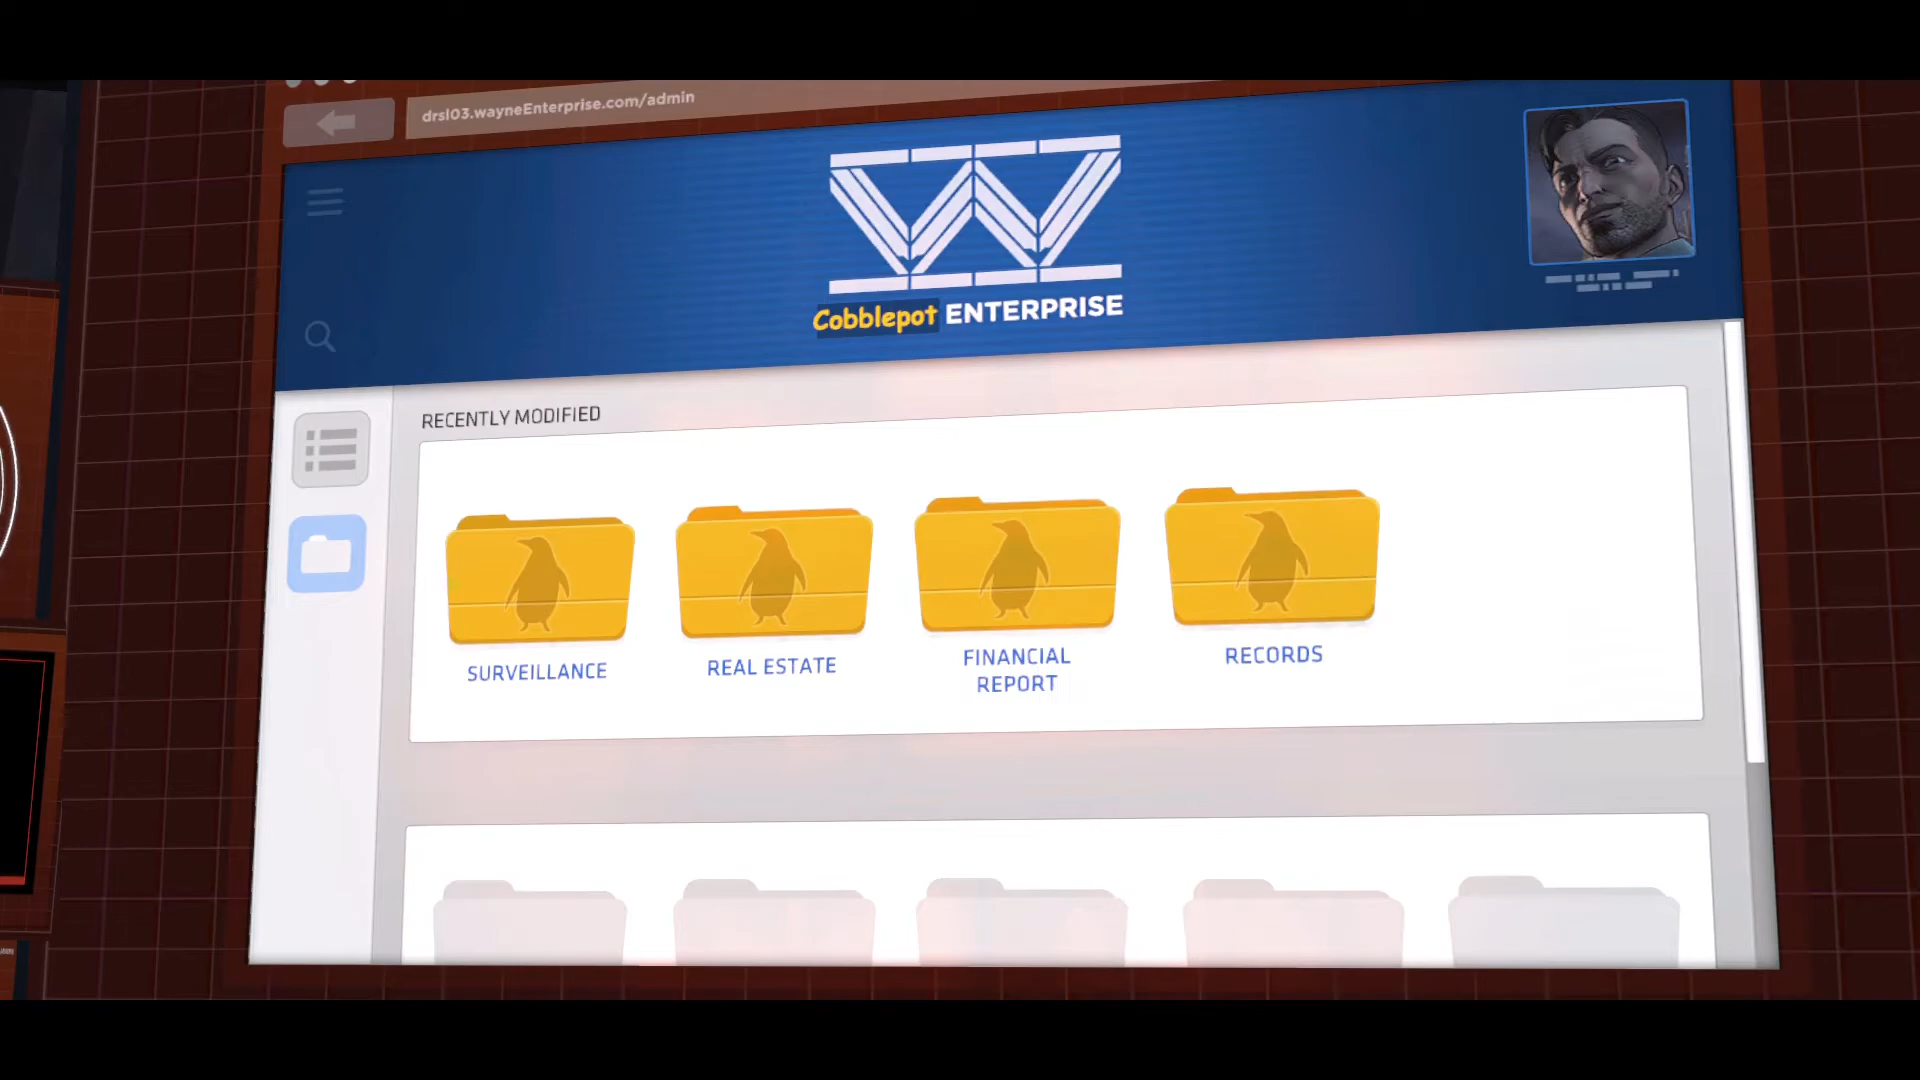 drsl03.wayneEnterprise.com/admin
Cobblepot ENTERPRISE
RECENTLY MODIFIED
SURVEILLANCE
REAL ESTATE
FINANCIAL
REPORT
RECORDS